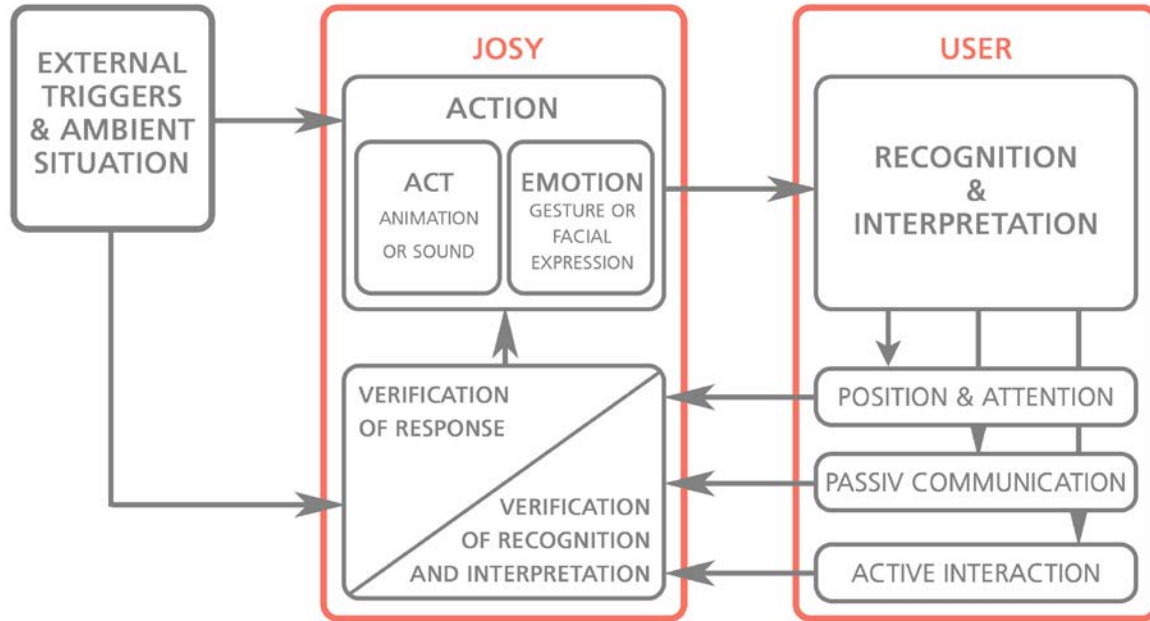 EXTERNAL
TRIGGERS
& AMBIENT
SITUATION
JOSY
ACTION
ACT
ANIMATION
OR SOUND
EMOTION
GESTURE OR
FACIAL
EXPRESSION
VERIFICATION
OF RESPONSE
VERIFICATION
OF RECOGNITION
AND INTERPRETATION
USER
RECOGNITION
&
INTERPRETATION
POSITION & ATTENTION
PASSIV COMMUNICATION
ACTIVE INTERACTION